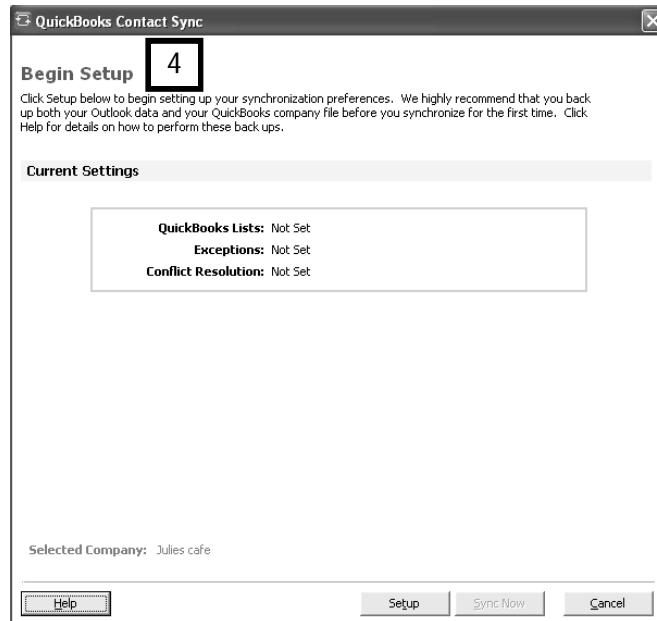 QuickBooks Contact Sync
Begin Setup
4
Click Setup below to begin setting up your synchronization preferences. We highly recommend that you back
up both your Outlook data and your QuickBooks company file before you synchronize for the first time. Click
Help for details on how to perform these back ups.
Current Settings
QuickBooks Lists: Not Set
Exceptions: Not Set
Conflict Resolution: Not Set
Selected Company: Julies cafe
Help Setup Sync Now Cancel